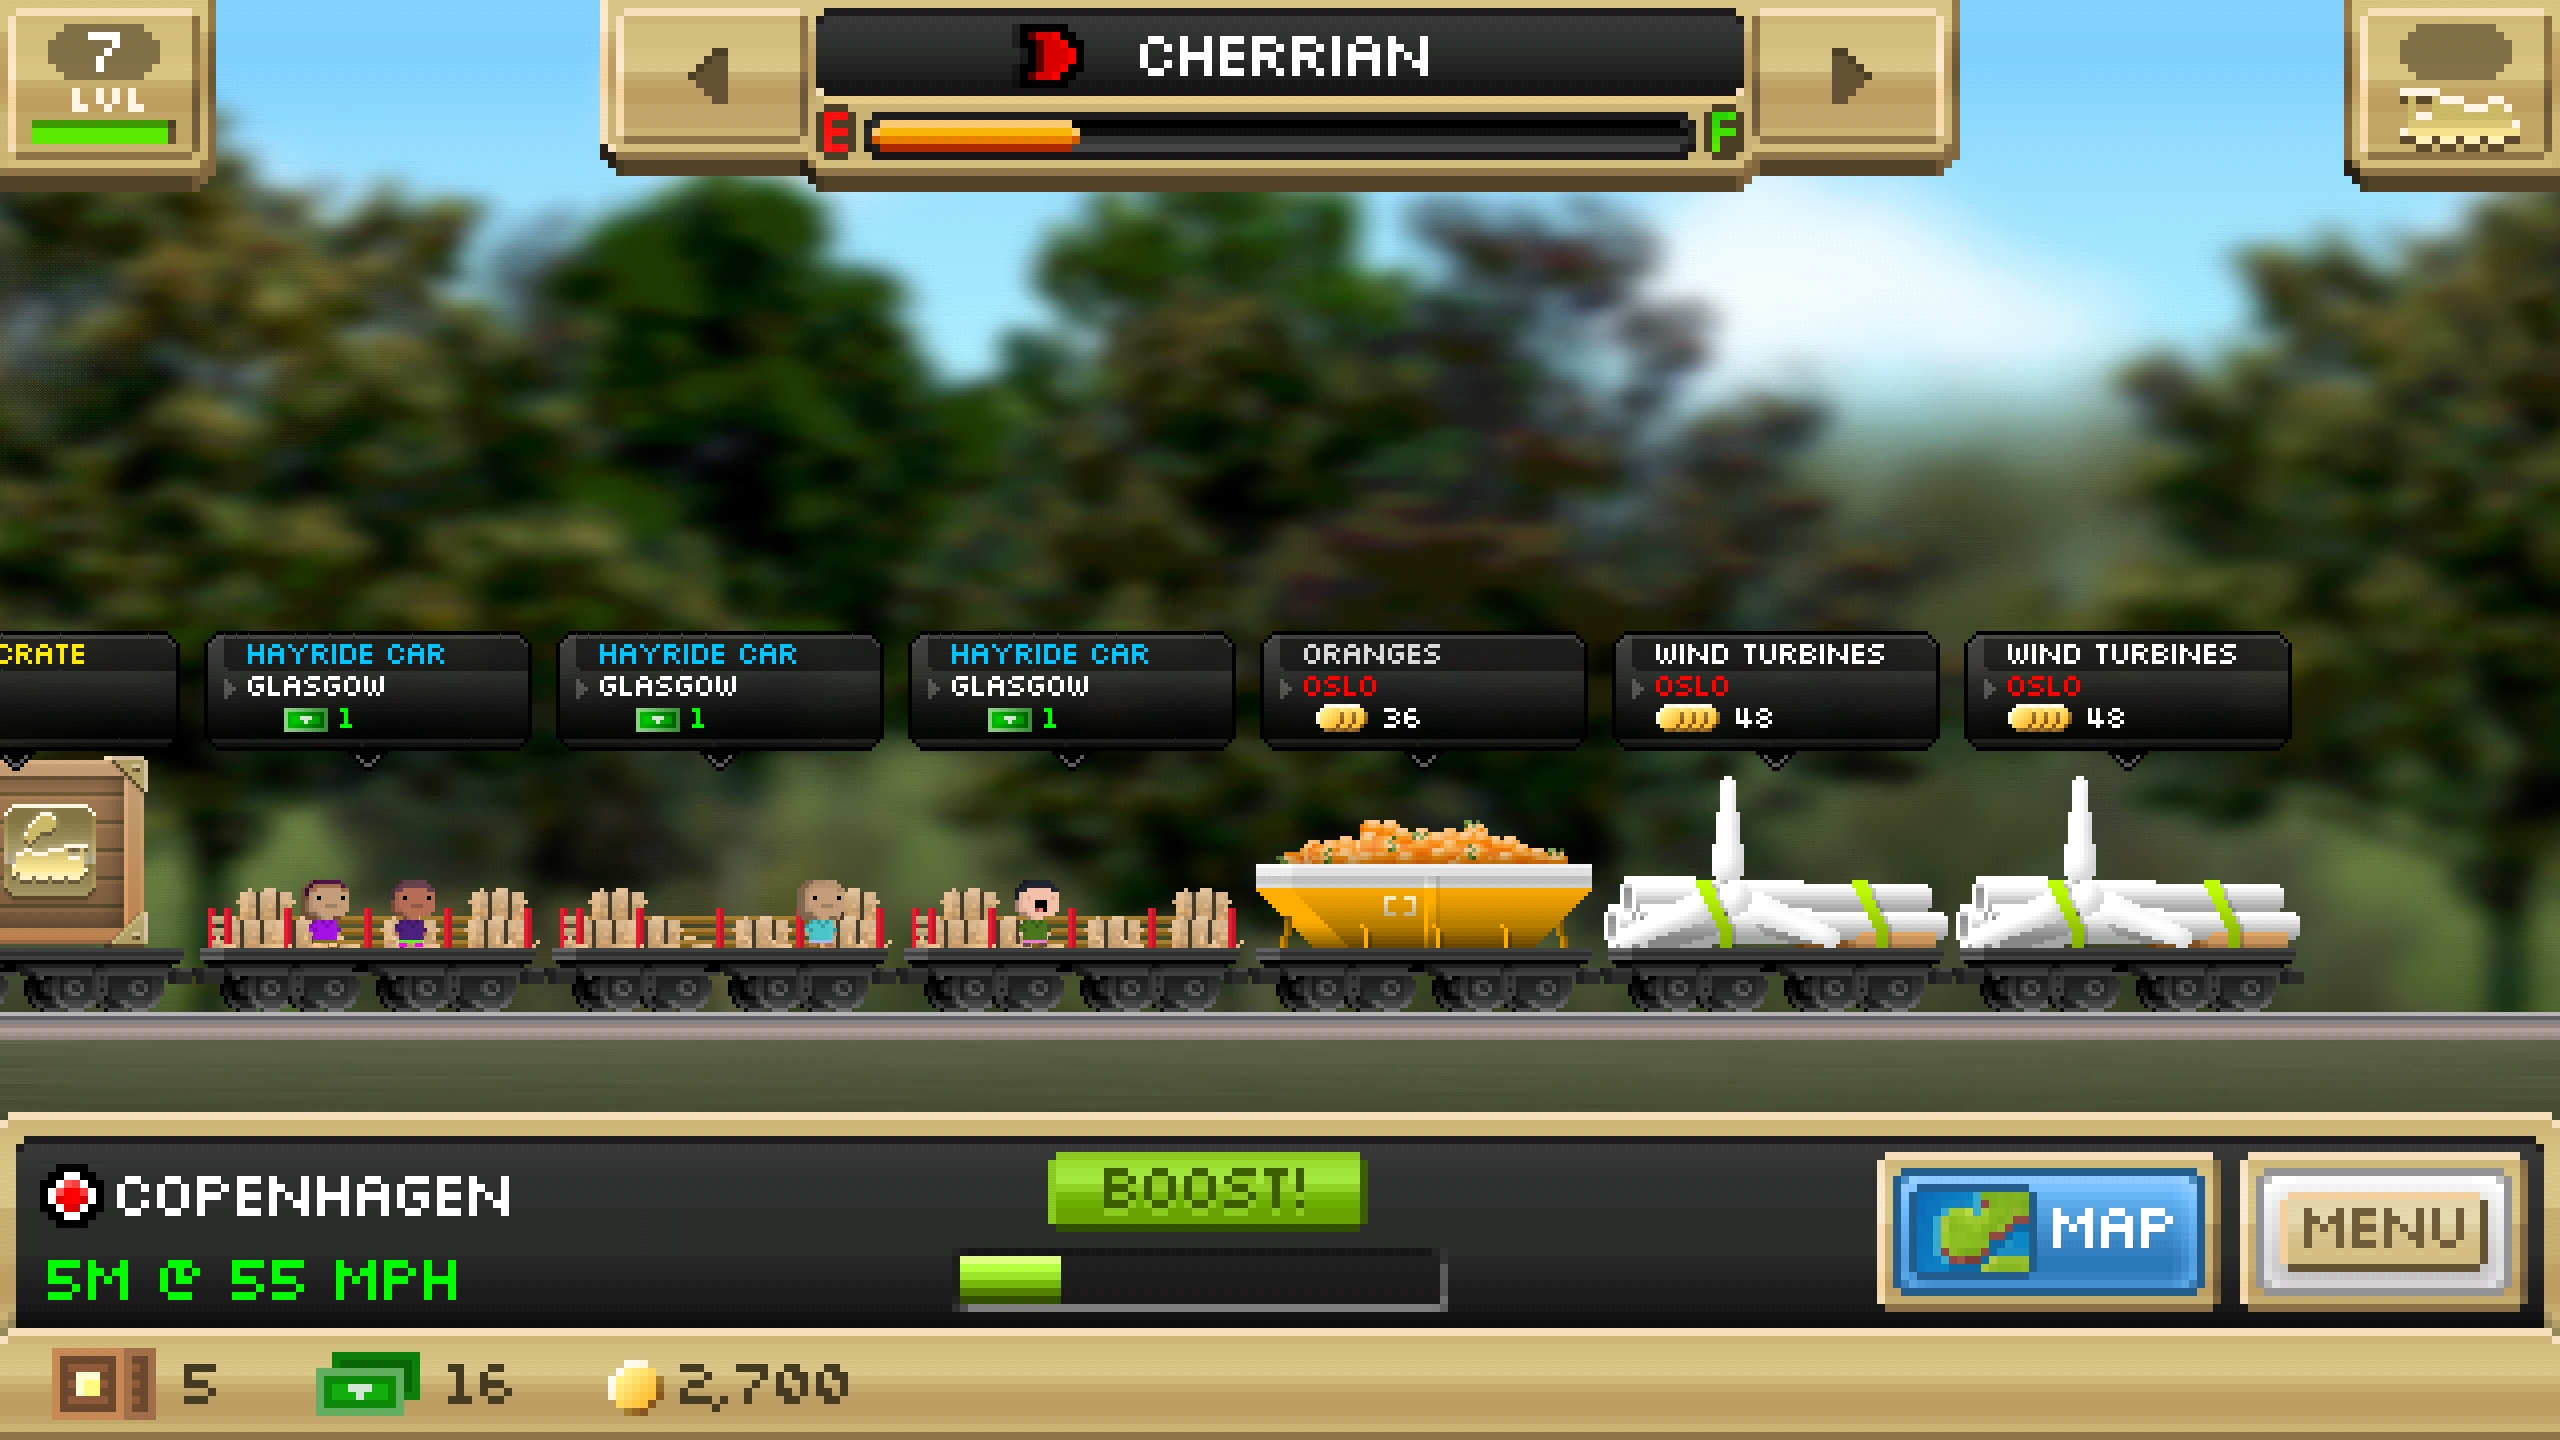 7
LVL
CHERRIAN
E F
CRATE
HAYRIDE CAR
GLASGOW
1
HAYRIDE CAR
GLASGOW
1
HAYRIDE CAR
GLASGOW
1
ORANGES
OSLO
36
WIND TURBINES
OSLO
48
WIND TURBINES
OSLO
48
COPENHAGEN
5M @ 55 MPH
BOOST!
MAP
MENU
5 16 2,700